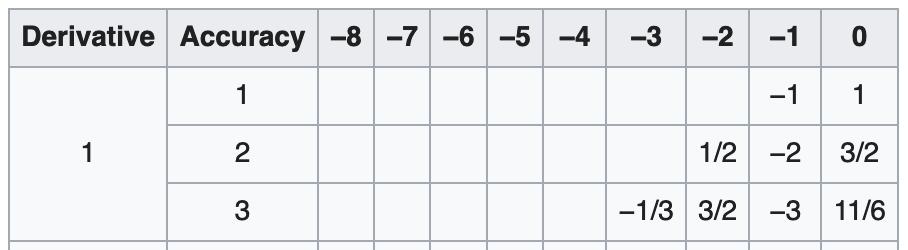 Derivative Accuracy −8 −7 −6 −5 −4 −3 −2 −1 0
1 −1 1
1 2 1/2 −2 3/2
3 −1/3 3/2 −3 11/6